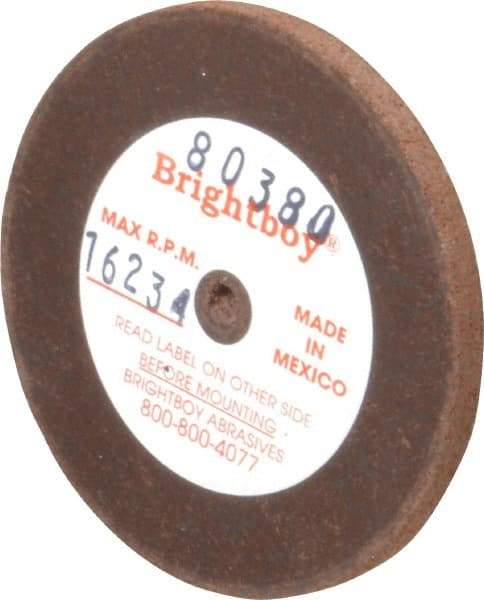 80380
Brightboy®
MAX R.P.M.
16234
MADE
IN
MEXICO
READ LABEL ON OTHER SIDE
BEFORE MOUNTING
BRIGHTBOY ABRASIVES
800-800-4077